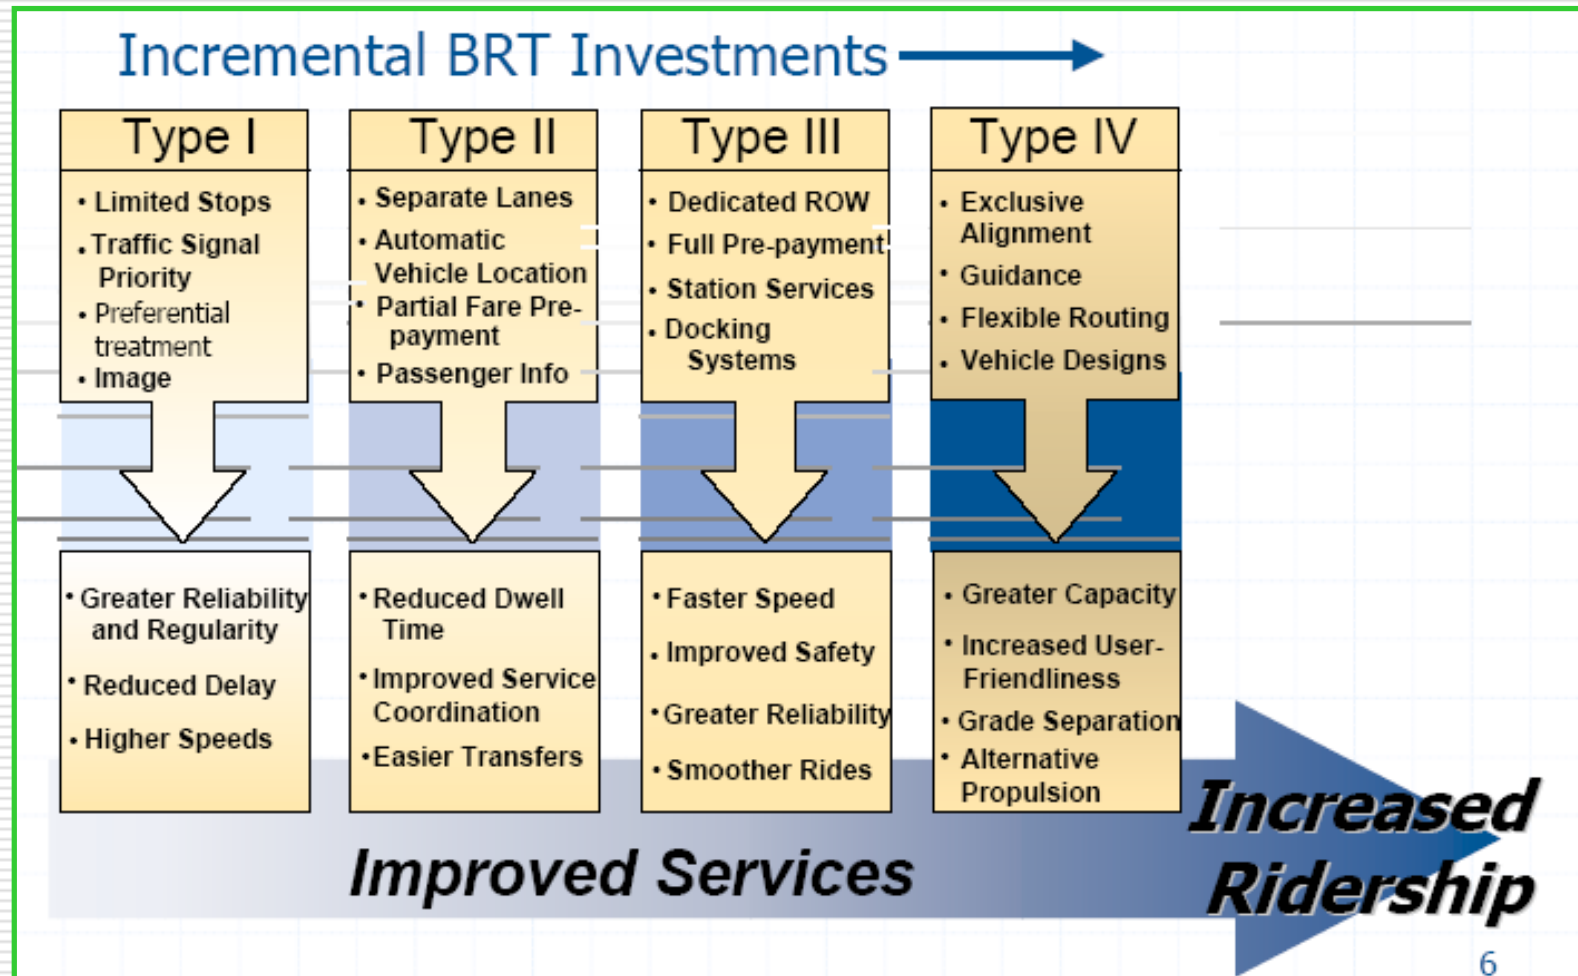 Incremental BRT Investments
Type I
• Limited Stops
• Traffic Signal
Priority
• Preferential
treatment
• Image
• Greater Reliability
and Regularity
• Reduced Delay
• Higher Speeds
Type II
• Separate Lanes
• Automatic
Vehicle Location
• Partial Fare Pre-
payment
• Passenger Info
• Reduced Dwell
Time
• Improved Service
Coordination
• Easier Transfers
Type III
• Dedicated ROW
• Full Pre-payment
• Station Services
• Docking
Systems
• Faster Speed
• Improved Safety
• Greater Reliability
• Smoother Rides
Type IV
• Exclusive
Alignment
• Guidance
• Flexible Routing
• Vehicle Designs
• Greater Capacity
• Increased User-
Friendliness
• Grade Separation
• Alternative
Propulsion
Improved Services
Increased
Ridership
6